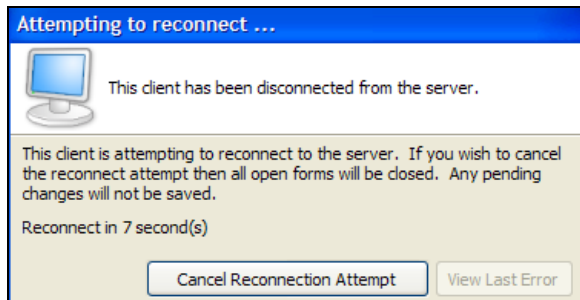 Attempting to reconnect ...
This client has been disconnected from the server.
This client is attempting to reconnect to the server. If you wish to cancel
the reconnect attempt then all open forms will be closed. Any pending
changes will not be saved.
Reconnect in 7 second(s)
Cancel Reconnection Attempt
View Last Error